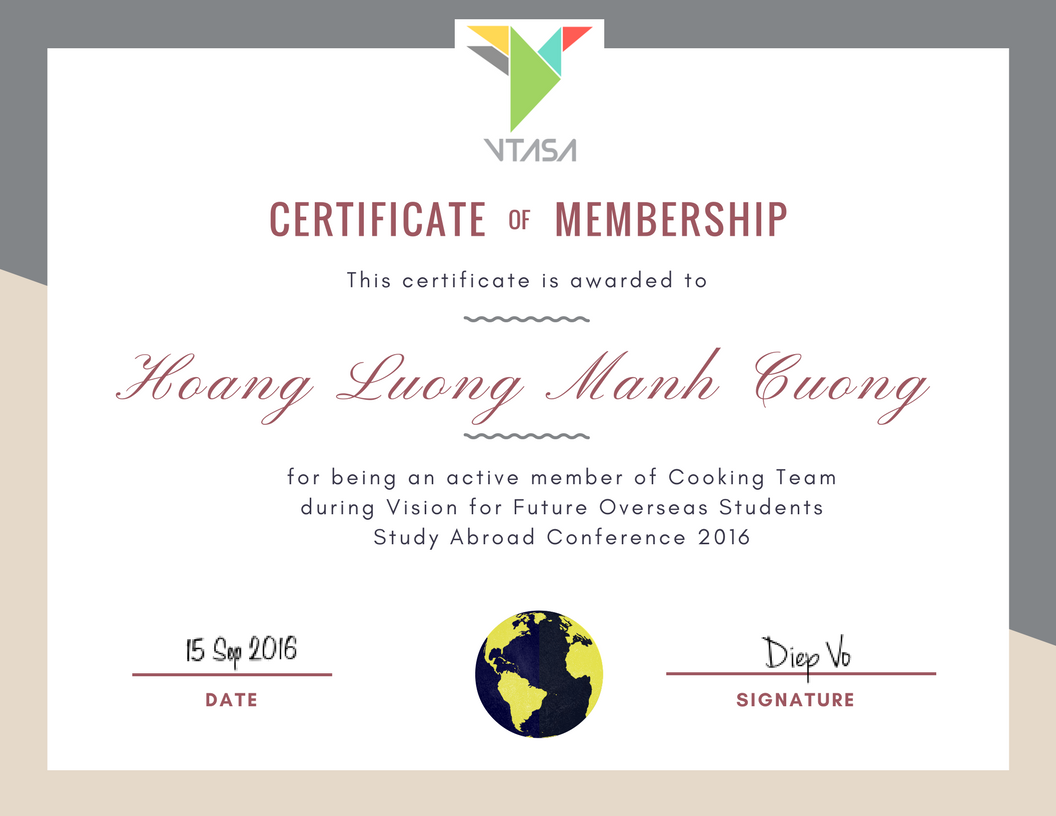 VTASA
CERTIFICATE OF MEMBERSHIP
This certificate is awarded to
Hoang Luong Manh Cuong
for being an active member of Cooking Team
during Vision for Future Overseas Students
Study Abroad Conference 2016
15 Sep 2016
Diep Vo
DATE
SIGNATURE